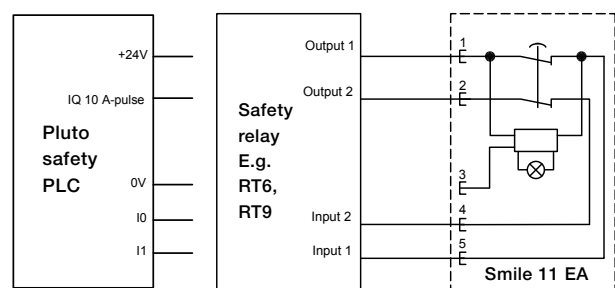 +24V
IQ 10 A-pulse
Pluto
safety
PLC
0V
I0
I1
Output 1
Output 2
Safety
relay
E.g.
RT6,
RT9
Input 2
Input 1
1
2
3
4
5
Smile 11 EA